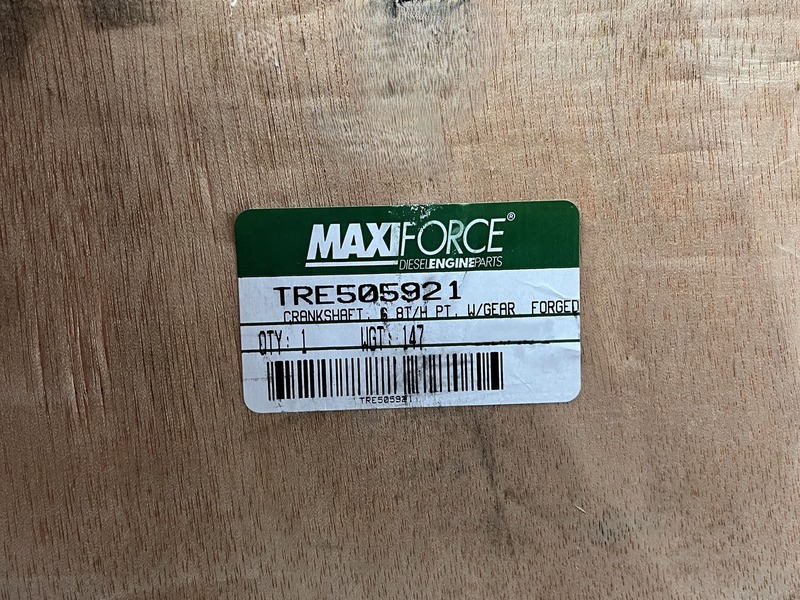 MAXIFORCE®
DIESELENGINEPARTS
TRE505921
CRANKSHAFT, 6 8T/H PT, W/GEAR FORGED
QTY: 1 WGT: 147
TRE505921